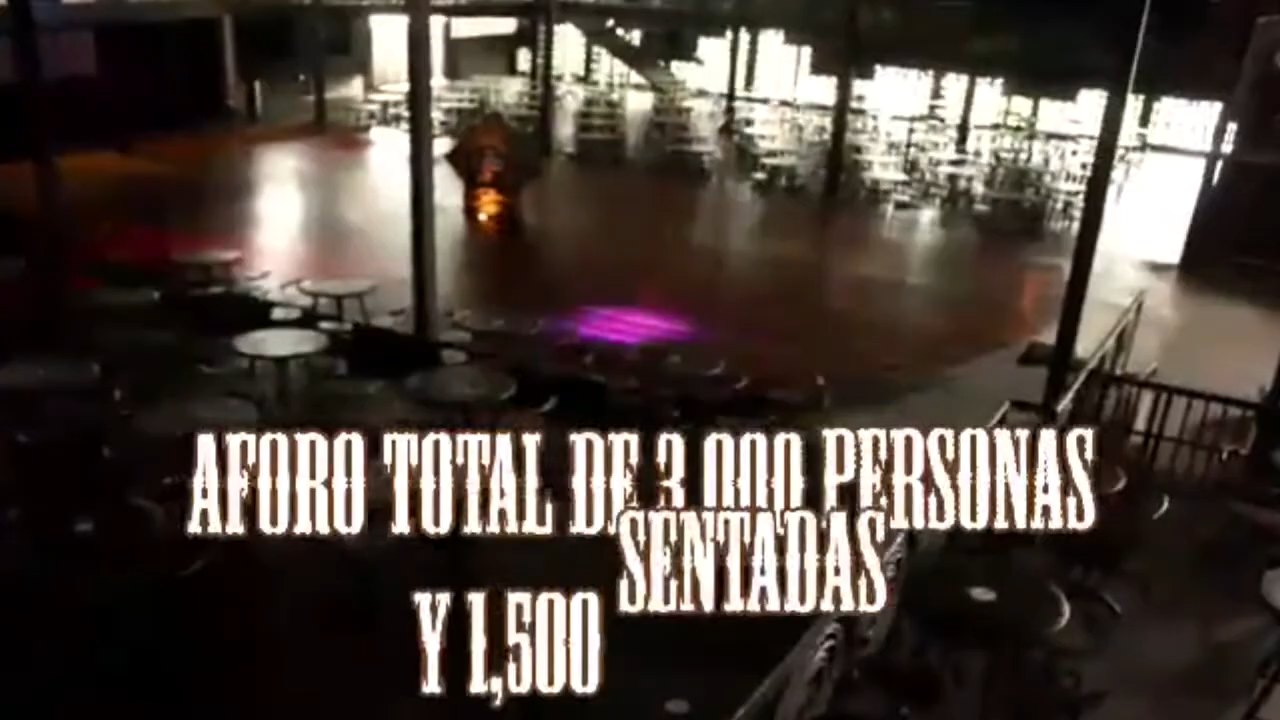 AFORO TOTAL DE 3,000 PERSONAS
SENTADAS
Y 1,500